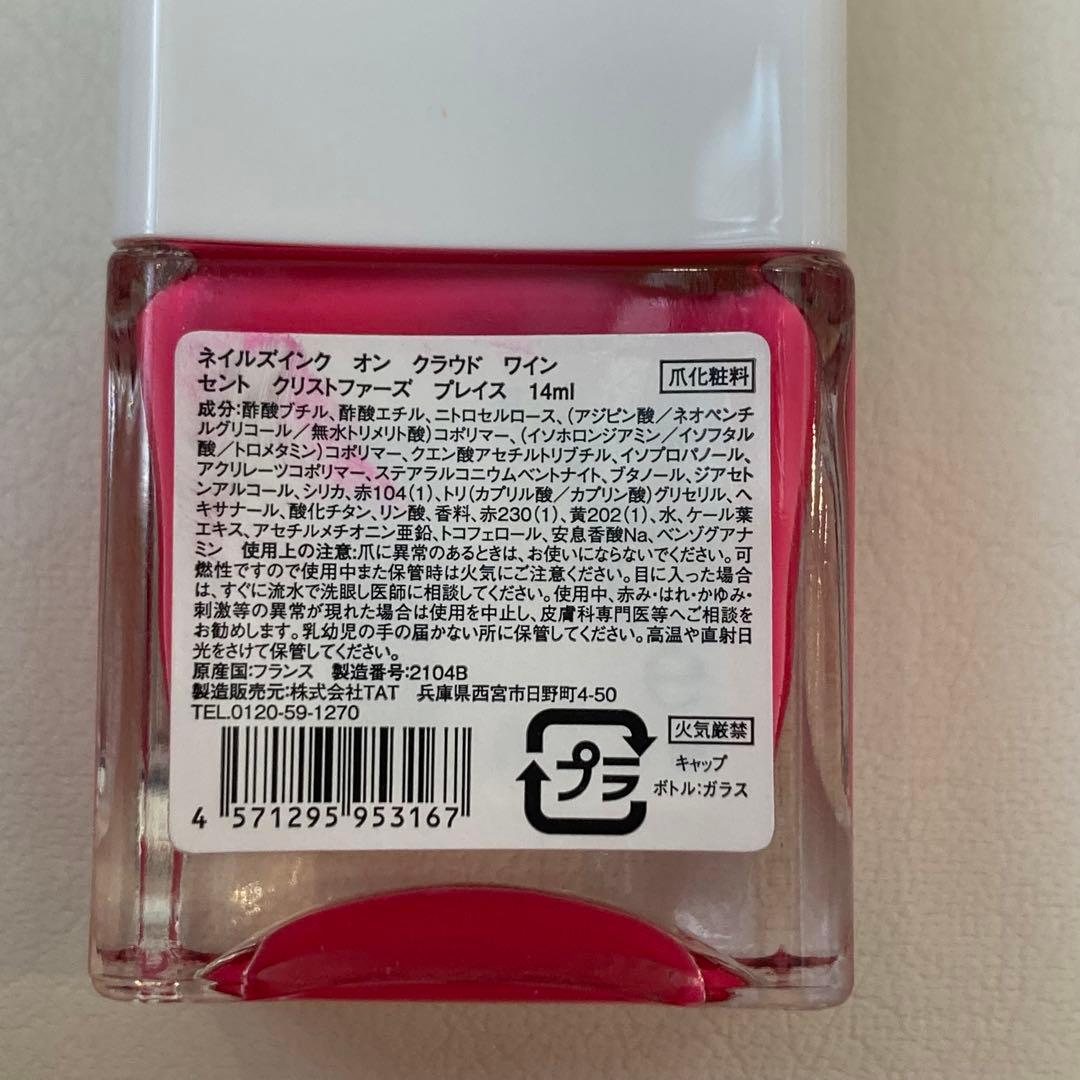 ネイルズインク オン クラウド ワイン
セント クリストファーズ プレイス 14ml
爪化粧料
成分:酢酸ブチル、酢酸エチル、ニトロセルロース、(アジピン酸/ネオペンチ
ルグリコール/無水トリメリト酸)コポリマー、(イソホロンジアミン/イソフタル
酸/トロメタミン)コポリマー、クエン酸アセチルトリブチル、イソプロパノール、
アクリレーツコポリマー、ステアラルコニウムベントナイト、ブタノール、ジアセト
ンアルコール、シリカ、赤104(1)、トリ(カプリル酸/カプリン酸)グリセリル、ヘ
キサナール、酸化チタン、リン酸、香料、赤230(1)、黄202(1)、水、ケール葉
エキス、アセチルメチオニン亜鉛、トコフェロール、安息香酸Na、ベンゾグアナ
ミン 使用上の注意:爪に異常のあるときは、お使いにならないでください。可
燃性ですので使用中また保管時は火気にご注意ください。目に入った場合
は、すぐに流水で洗眼し医師に相談してください。使用中、赤み・はれ・かゆみ・
刺激等の異常が現れた場合は使用を中止し、皮膚科専門医等へご相談を
お勧めします。乳幼児の手の届かない所に保管してください。高温や直射日
光をさけて保管してください。
原産国:フランス 製造番号:2104B
製造販売元:株式会社TAT 兵庫県西宮市日野町4-50
TEL.0120-59-1270
火気厳禁
プラ
キャップ
ボトル:ガラス
4 571295 953167